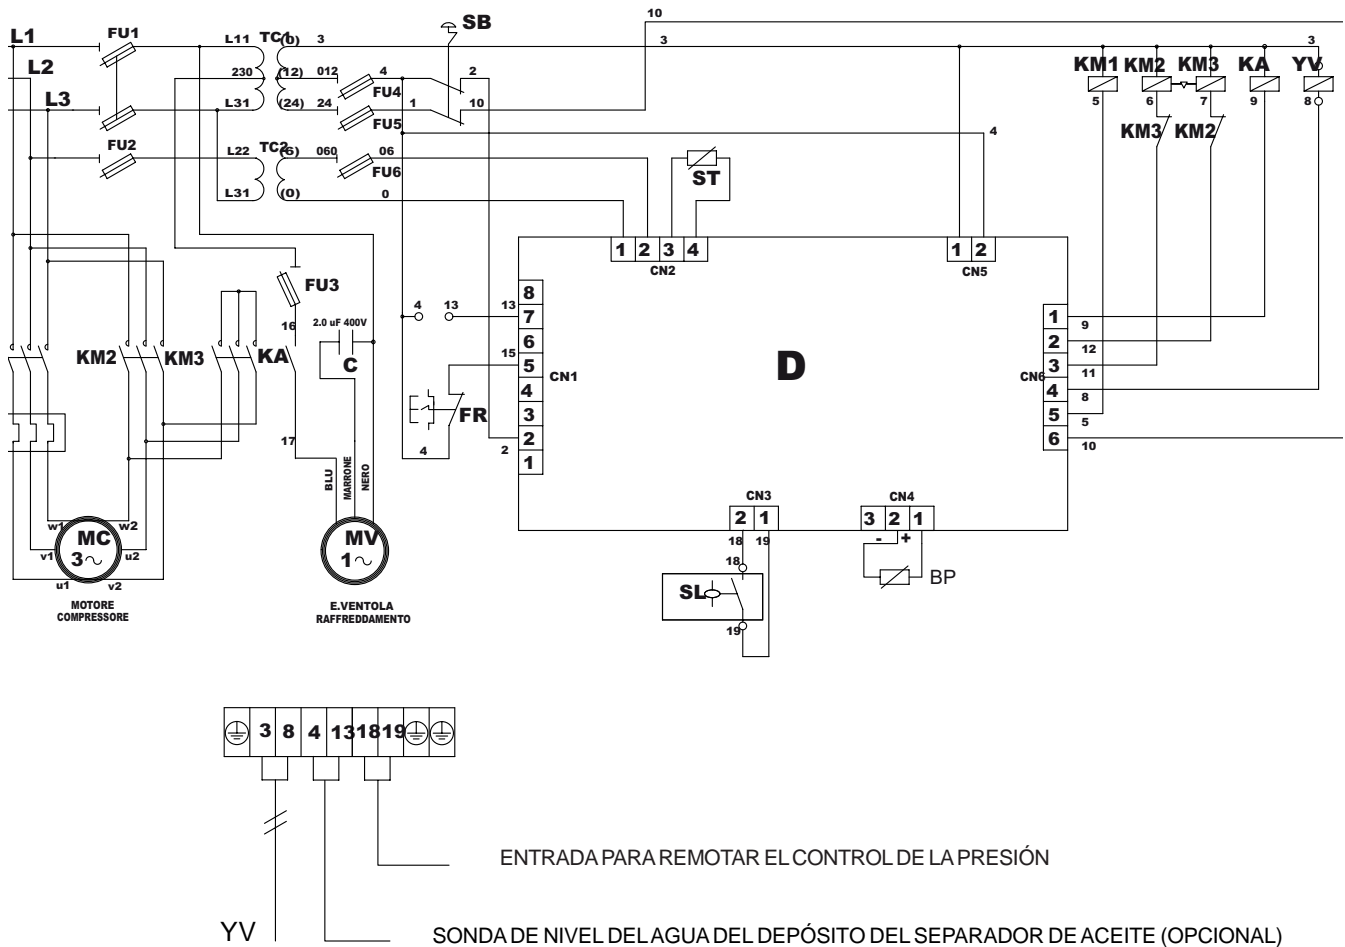 10
SB
L1 FU1 L11 TC1 (0) 3 3 3
L2 230 (12) 012 4 2 KM1 KM2 KM3 KA YV
FU4
L3 L31 (24) 24 1 10 5 6 7 9 8
FU5
KM3 KM2
4
FU2 L22 TC2 (6) 060 06
FU6 ST
L31 (0) 0
1 2 3 4 1 2
CN2 CN5
FU3
8
4 13 13 7
16 2.0 uF 400V
6
KM2 KM3 KA C
15 5 CN1
D
4
FR 3
17 4 2 2
1
1 9
2 12
CN6 3 11
4 8
5 5
6 10
BLU MARRONE NERO
CN3 CN4
2 1 3 2 1
18 19 - +
w1 w2
MC
3~
v1 u2
u1 v2
MV
1~
18
SL
19
BP
MOTORE
COMPRESSORE
E.VENTOLA
RAFFREDDAMENTO
3 8 4 13 18 19
ENTRADA PARA REMOTAR EL CONTROL DE LA PRESIÓN
YV SONDA DE NIVEL DEL AGUA DEL DEPÓSITO DEL SEPARADOR DE ACEITE (OPCIONAL)